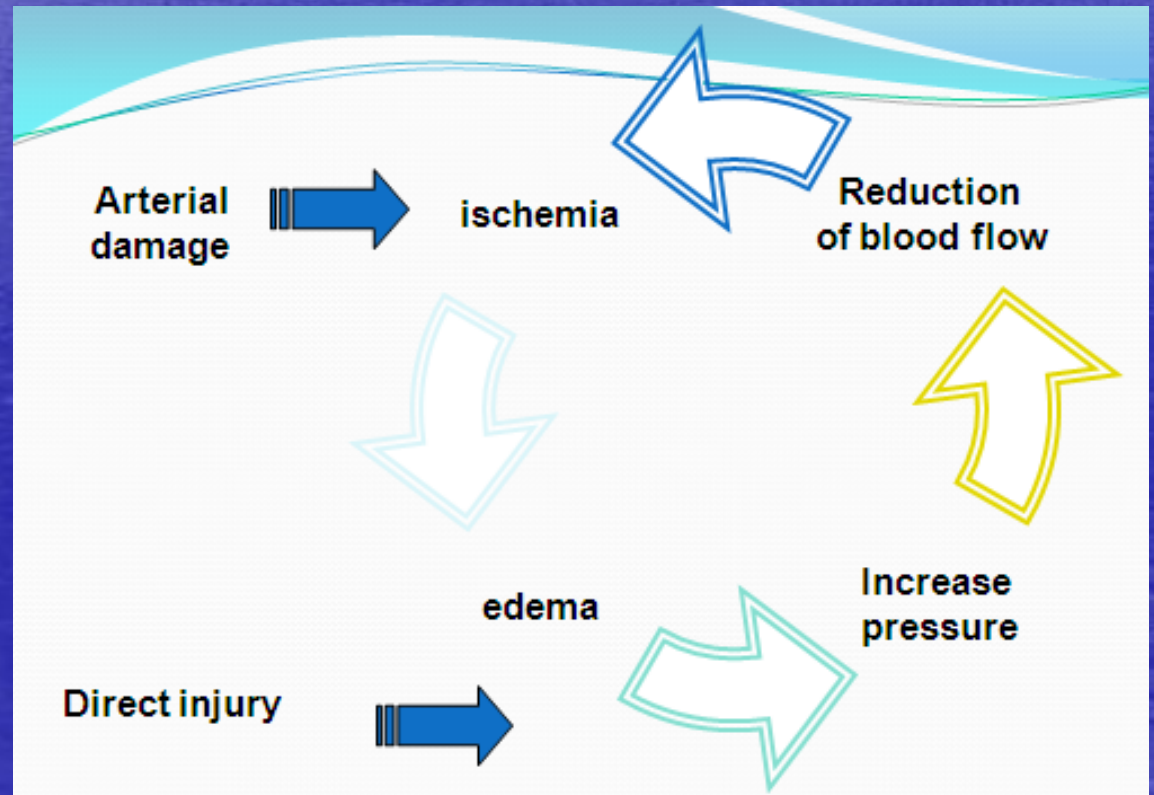 Arterial
damage
ischemia
Reduction
of blood flow
edema
Increase
pressure
Direct injury